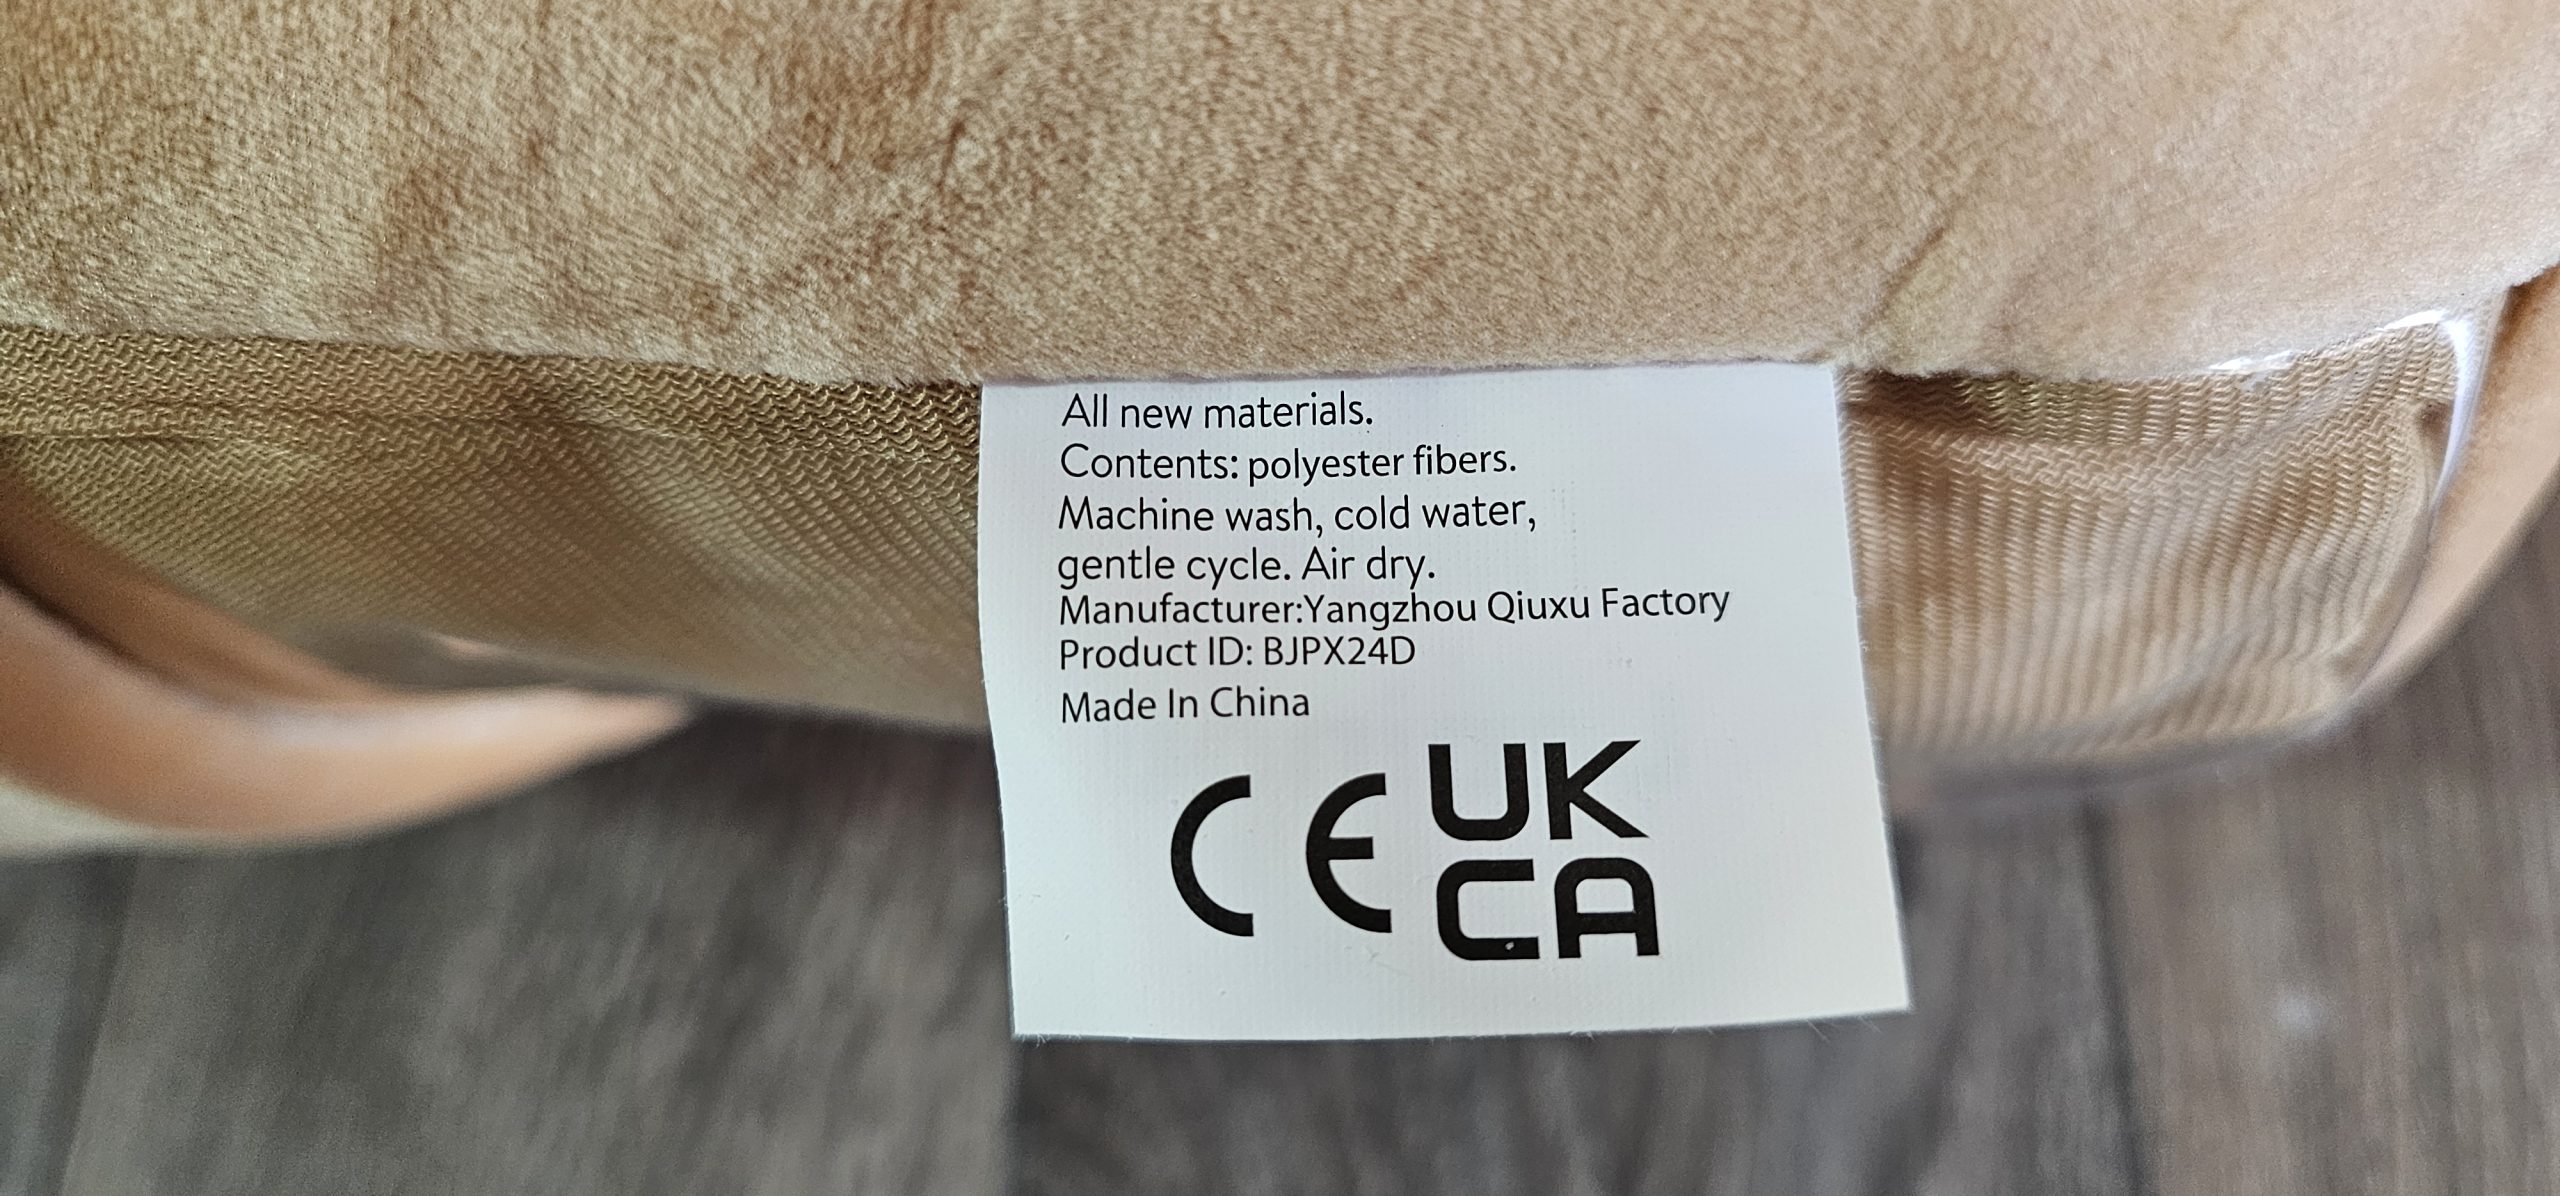 All new materials.
Contents: polyester fibers.
Machine wash, cold water,
gentle cycle. Air dry.
Manufacturer:Yangzhou Qiuxu Factory
Product ID: BJPX24D
Made In China
CE UK
CA